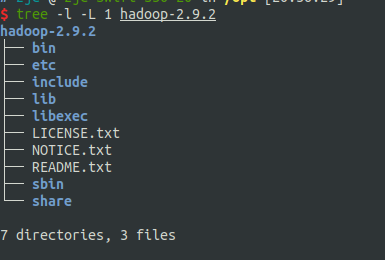 $ tree -l -L 1 hadoop-2.9.2
hadoop-2.9.2
├── bin
├── etc
├── include
├── lib
├── libexec
├── LICENSE.txt
├── NOTICE.txt
├── README.txt
├── sbin
└── share
7 directories, 3 files